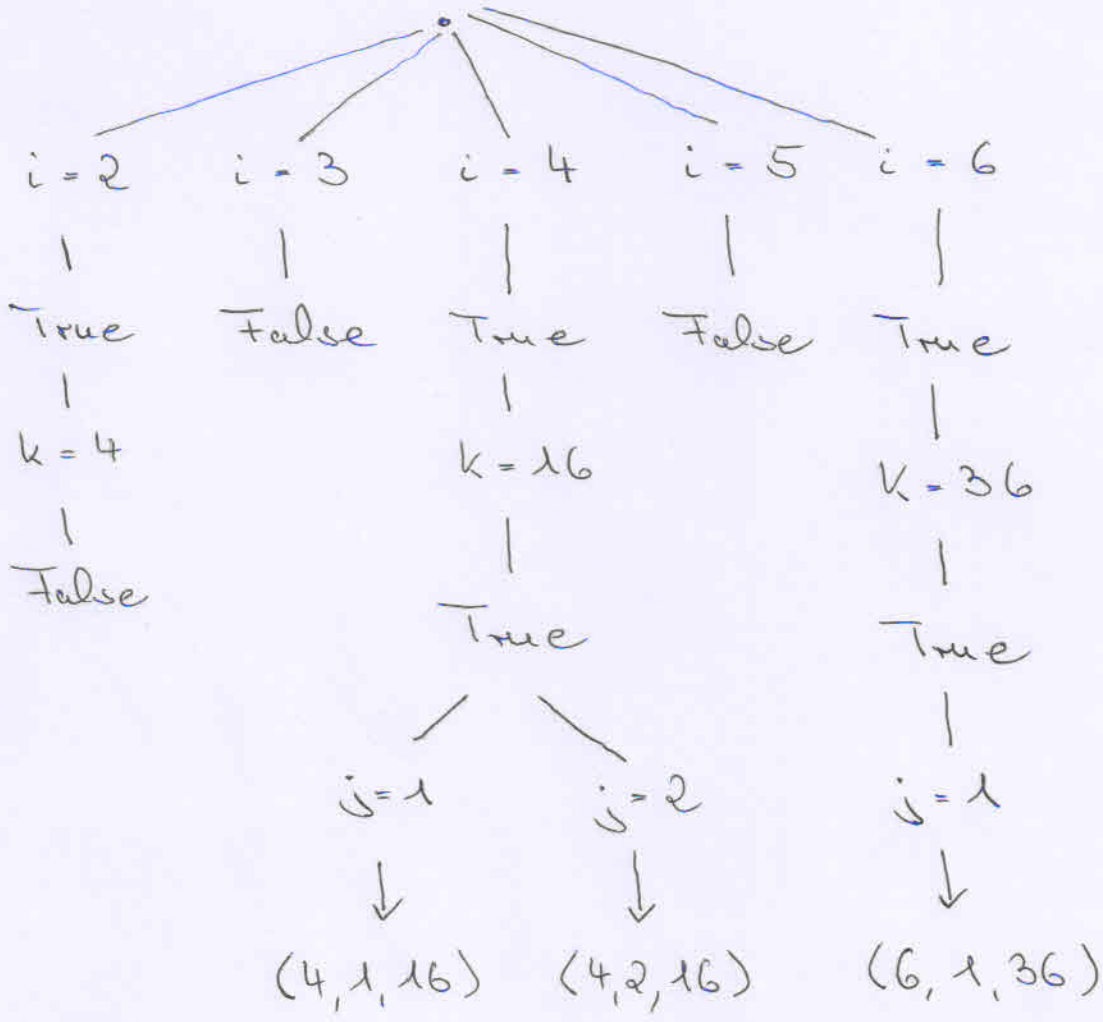 i = 2 i = 3 i = 4 i = 5 i = 6
True False True False True
k = 4 k = 16 k = 36
False True True
j = 1 j = 2 j = 1
(4, 1, 16) (4, 2, 16) (6, 1, 36)